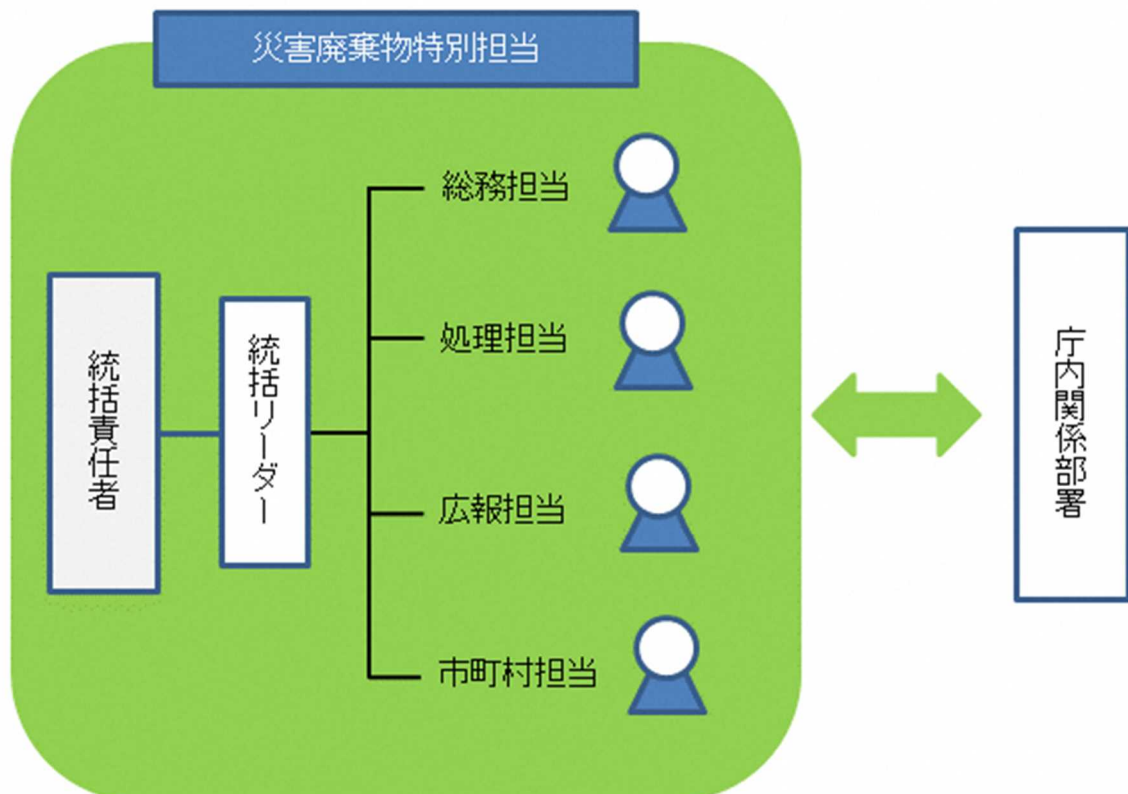 災害廃棄物特別担当
総務担当
処理担当
広報担当
市町村担当
統括責任者
統括リーダー
庁内関係部署